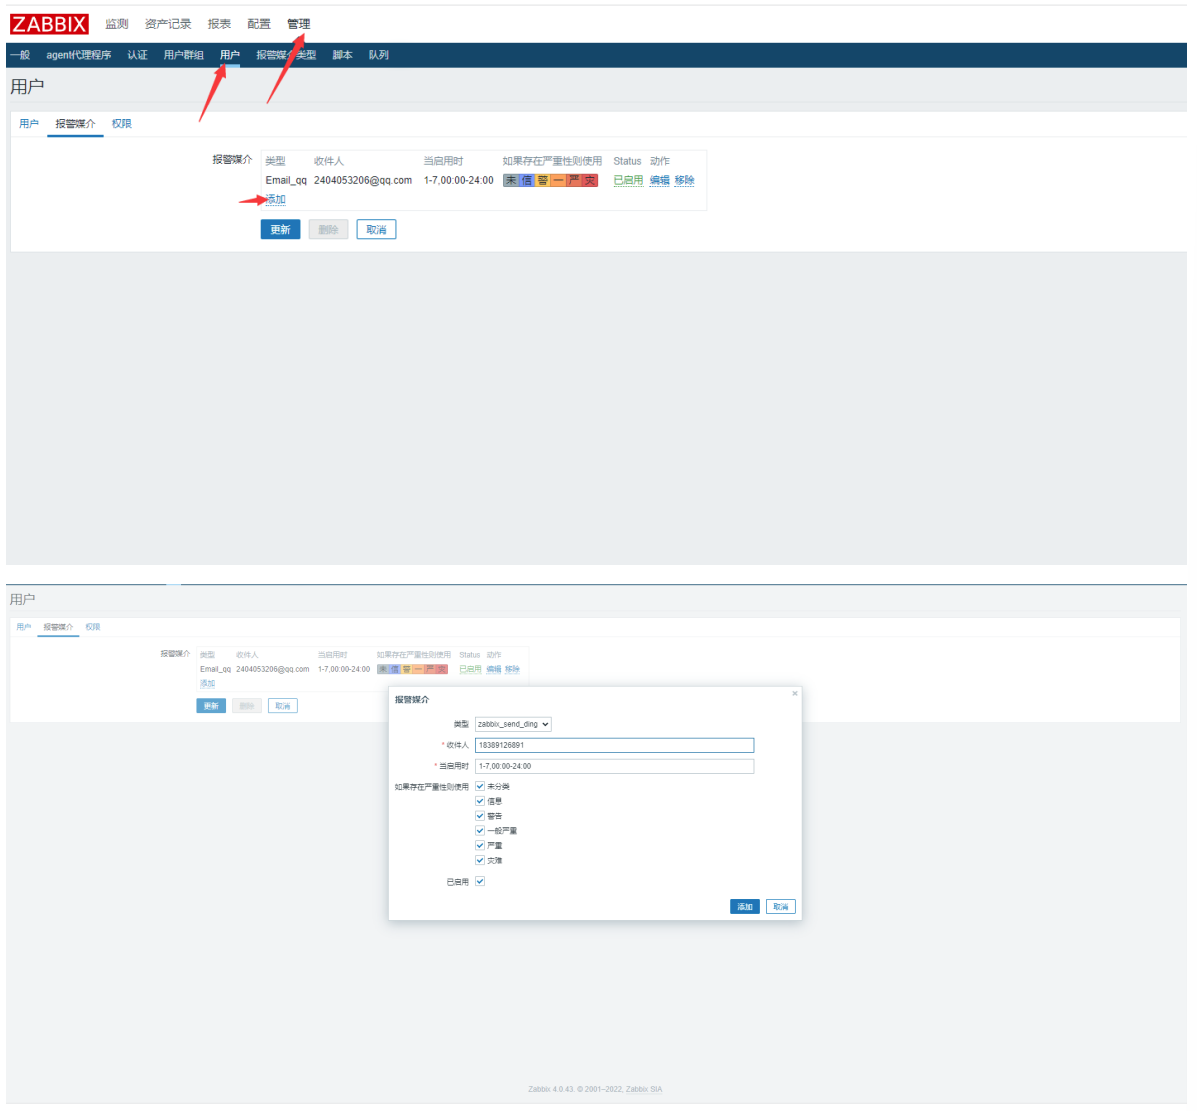 ZABBIX 监测 资产记录 报表 配置 管理
一般 agent代理程序 认证 用户群组 用户 报警媒介类型 脚本 队列
用户
用户 报警媒介 权限
报警媒介 类型 收件人 当启用时 如果存在严重性则使用 Status 动作
Email_qq 2404053206@qq.com 1-7,00:00-24:00 未 信 警 一 严 灾 已启用 编辑 移除
添加
更新 删除 取消
用户
用户 报警媒介 权限
报警媒介 类型 收件人 当启用时 如果存在严重性则使用 Status 动作
Email_qq 2404053206@qq.com 1-7,00:00-24:00 未 信 警 一 严 灾 已启用 编辑 移除
添加
更新 删除 取消
报警媒介 ×
类型 zabbix_send_ding
* 收件人 18389126891
* 当启用时 1-7,00:00-24:00
如果存在严重性则使用 未分类
信息
警告
一般严重
严重
灾难
已启用
添加 取消
Zabbix 4.0.43. © 2001–2022, Zabbix SIA